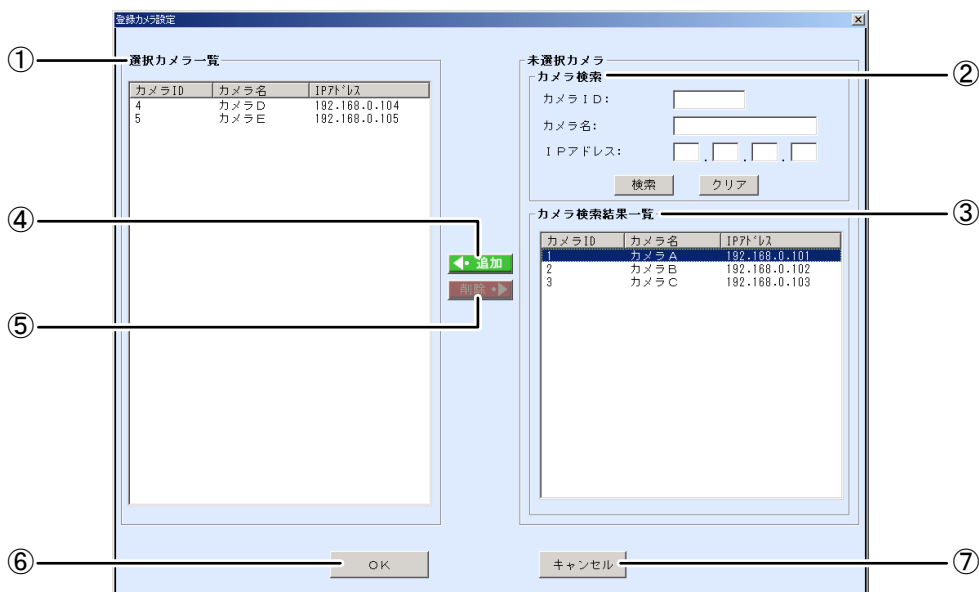 登録カメラ設定
① 選択カメラ一覧
カメラID カメラ名 IPアドレス
4 カメラD 192.168.0.104
5 カメラE 192.168.0.105
未選択カメラ
カメラ検索 ②
カメラID:
カメラ名:
IPアドレス:
. . .
検索 クリア
カメラ検索結果一覧 ③
カメラID カメラ名 IPアドレス
1 カメラA 192.168.0.101
2 カメラB 192.168.0.102
3 カメラC 192.168.0.103
④ 追加
⑤ 削除
⑥ OK
キャンセル ⑦